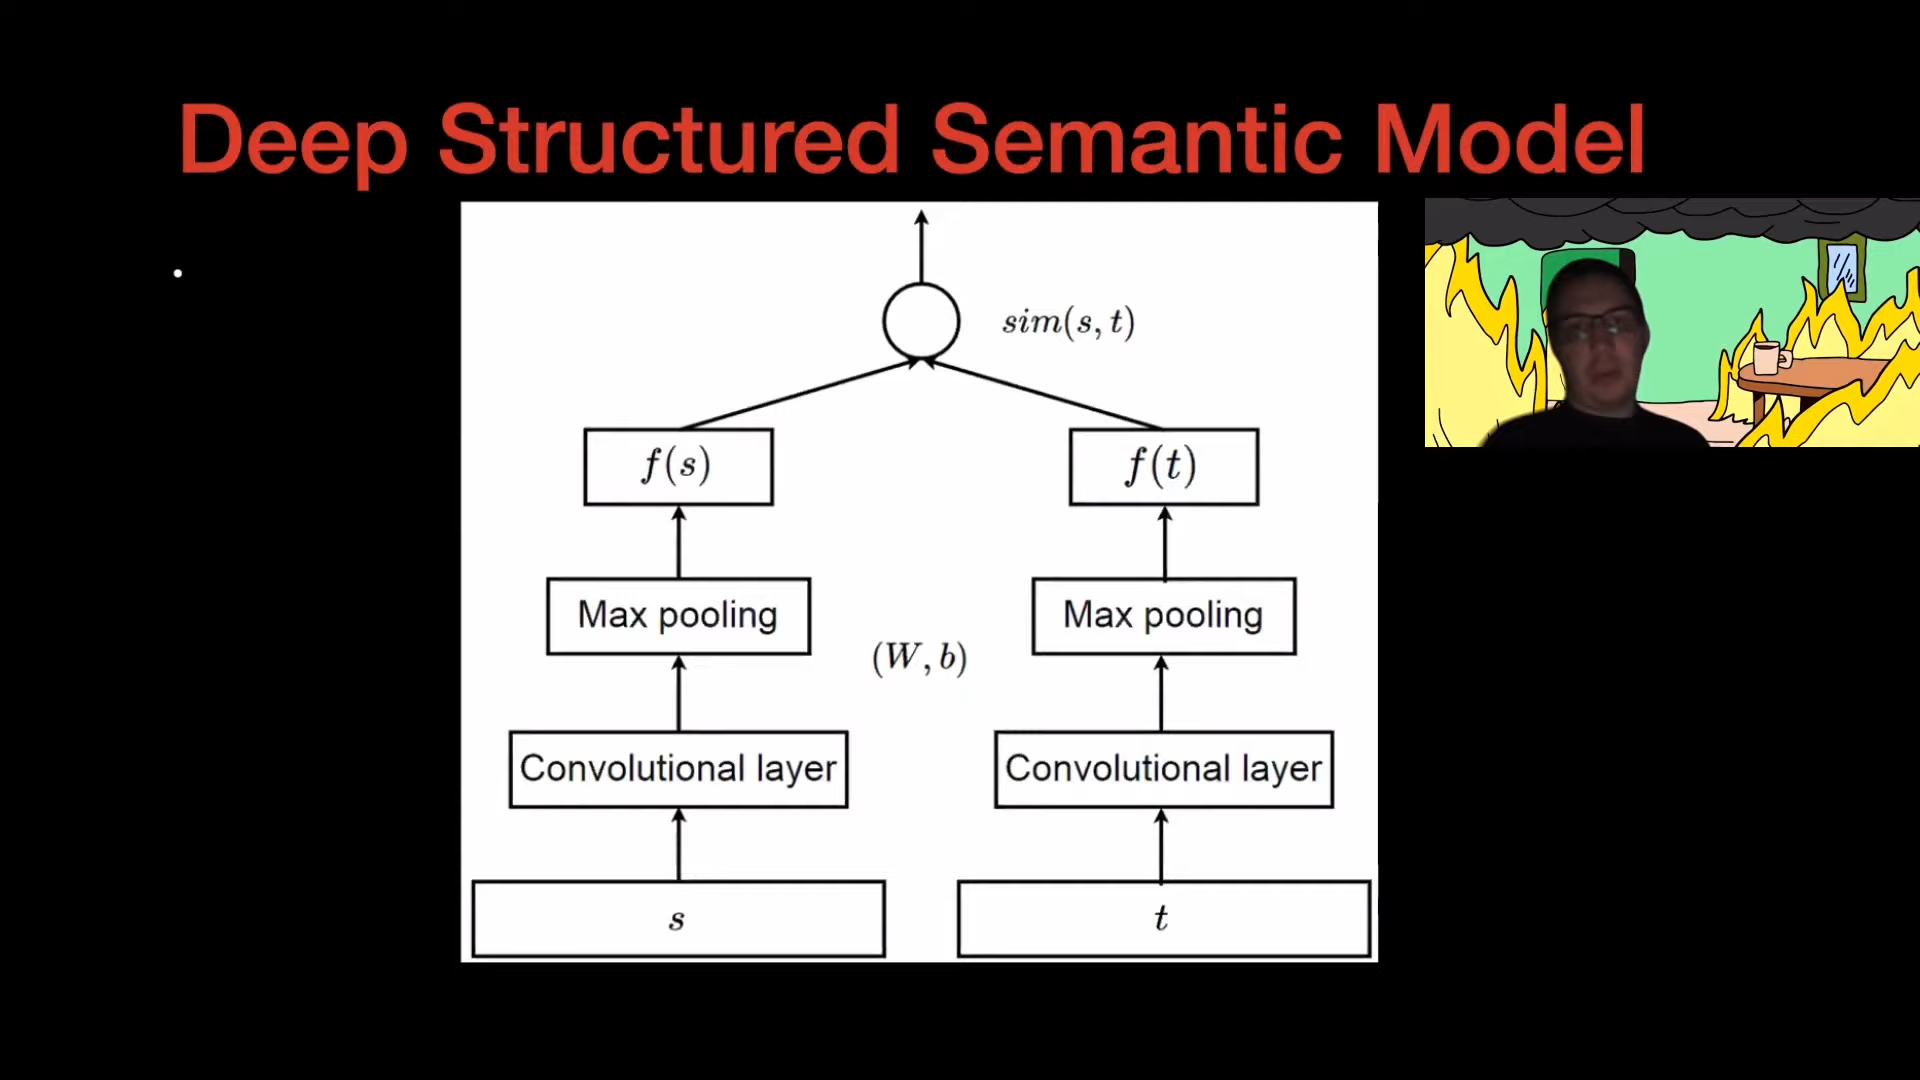 Deep Structured Semantic Model
sim(s, t)
f(s)
f(t)
Max pooling
Max pooling
(W, b)
Convolutional layer
Convolutional layer
s
t